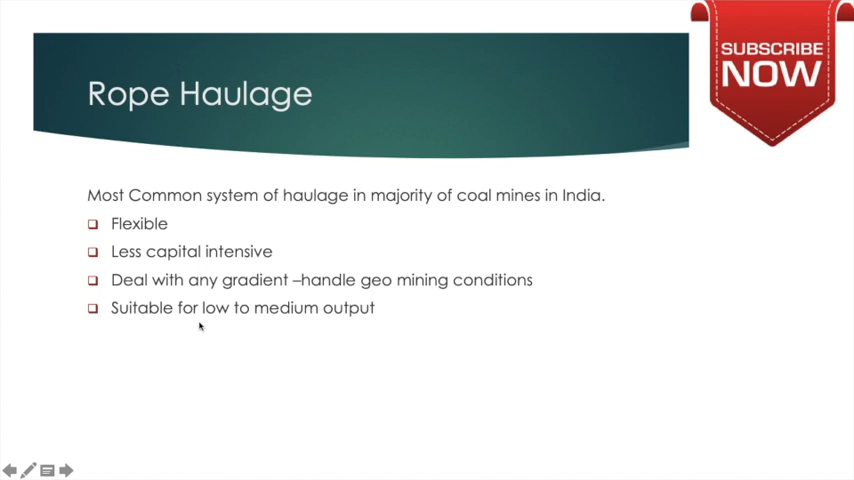 Rope Haulage
SUBSCRIBE
NOW
Most Common system of haulage in majority of coal mines in India.
Flexible
Less capital intensive
Deal with any gradient –handle geo mining conditions
Suitable for low to medium output